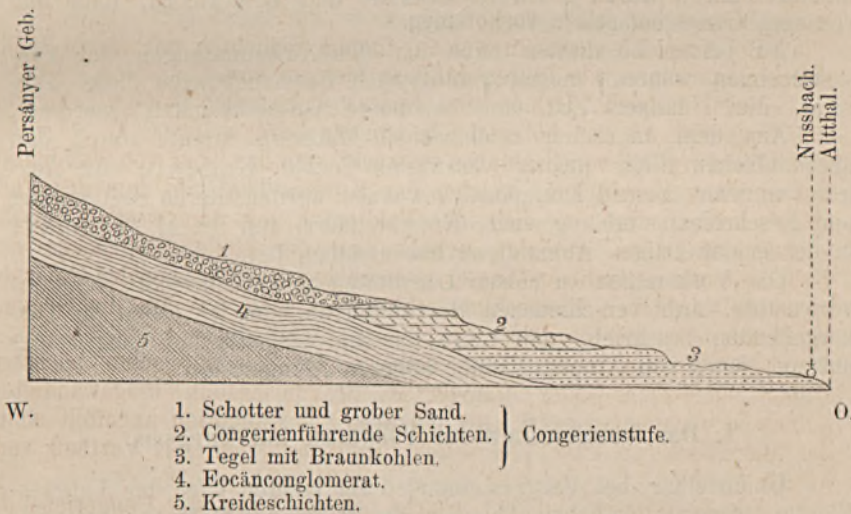 Persányer Geb.
Nussbach.
Altthal.
1
2
3
4
5
W.
O.
1. Schotter und grober Sand.
2. Congerienführende Schichten.
3. Tegel mit Braunkohlen.
Congerienstufe.
4. Eocänconglomerat.
5. Kreideschichten.